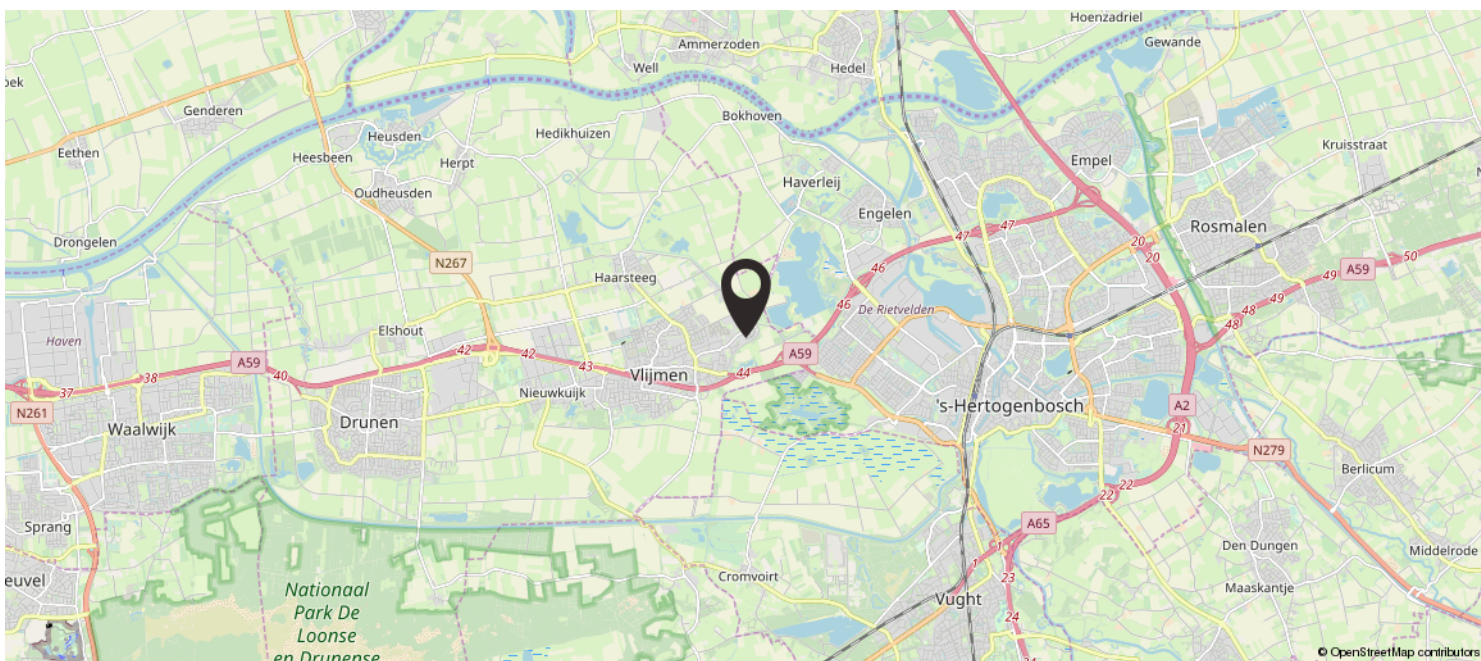 Hoenzadriel
Gewande
Ammerzoden
Well
Hedel
Genderen
Bokhoven
Heusden
Hedikhuizen
Eethen
Heesbeen
Herpt
Empel
Kruisstraat
Oudheusden
Haverleij
Engelen
Rosmalen
Drongelen
47
47
20
20
N267
Haarsteeg
46
46
50
49
A59
49
De Rietvelden
48
48
Elshout
Haven
42
42
A59
A59
38
37
40
43
44
Vlijmen
Nieuwkuijk
's-Hertogenbosch
A2
N261
Waalwijk
Drunen
21
N279
Berlicum
22
22
Sprang
A65
Den Dungen
Middelrode
1
1
euvel
Cromvoirt
23
Maaskantje
Nationaal
Park De
Loonse
en Drunense
Vught
24
© OpenStreetMap contributors